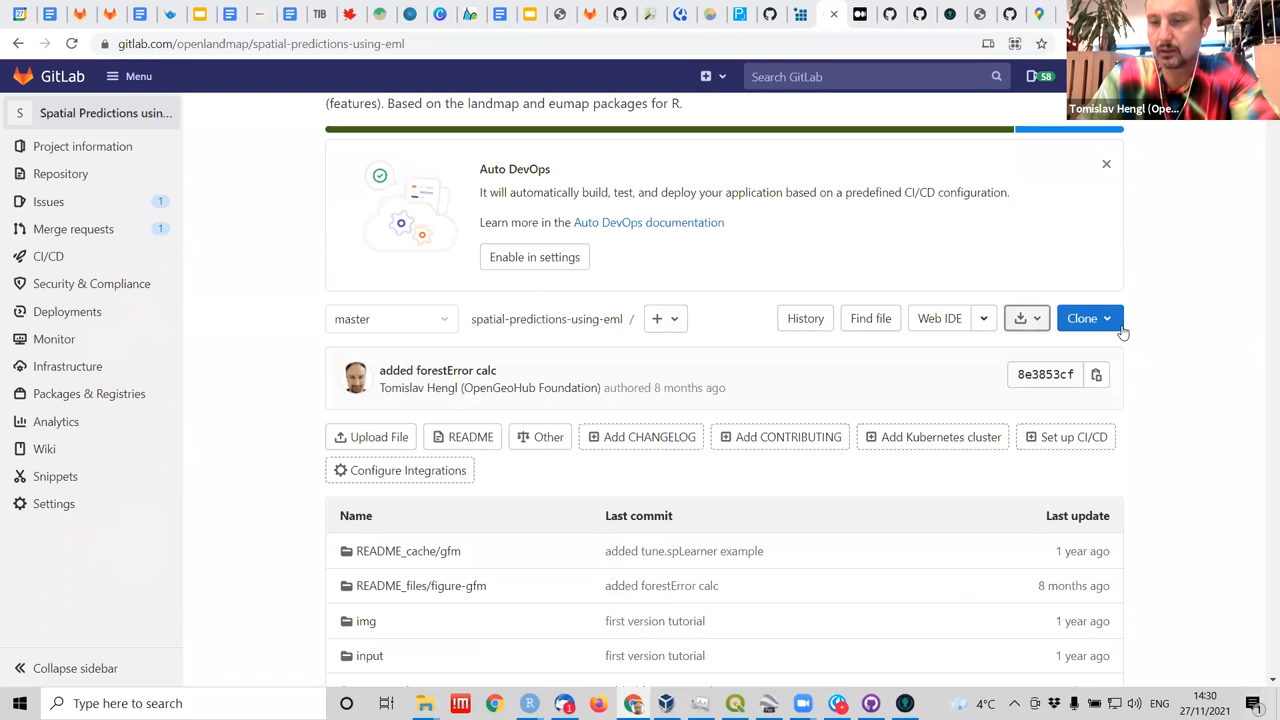 27
TIB
P
gitlab.com/openlandmap/spatial-predictions-using-eml
GitLab
Menu
Search GitLab
58
Tomislav Hengl (Ope...
S
Spatial Predictions usin...
Project information
Repository
Issues
1
Merge requests
1
CI/CD
Security & Compliance
Deployments
Monitor
Infrastructure
Packages & Registries
Analytics
Wiki
Snippets
Settings
Collapse sidebar
(features). Based on the landmap and eumap packages for R.
Auto DevOps
It will automatically build, test, and deploy your application based on a predefined CI/CD configuration.
Learn more in the Auto DevOps documentation
Enable in settings
master
spatial-predictions-using-eml /
History
Find file
Web IDE
Clone
added forestError calc
Tomislav Hengl (OpenGeoHub Foundation) authored 8 months ago
8e3853cf
Upload File
README
Other
Add CHANGELOG
Add CONTRIBUTING
Add Kubernetes cluster
Set up CI/CD
Configure Integrations
Name Last commit Last update
README_cache/gfm added tune.spLearner example 1 year ago
README_files/figure-gfm added forestError calc 8 months ago
img first version tutorial 1 year ago
input first version tutorial 1 year ago
Type here to search
R
1
4°C
ENG
14:30
27/11/2021
1